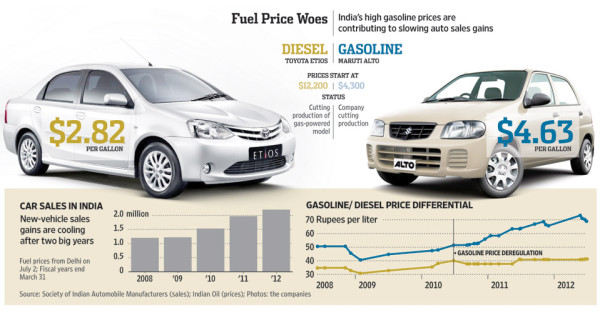 Fuel Price Woes
India's high gasoline prices are
contributing to slowing auto sales gains
DIESEL
TOYOTA ETIOS
GASOLINE
MARUTI ALTO
PRICES START AT
$12,200 | $4,300
STATUS
Cutting
production of
gas-powered
model
Company
cutting
production
$2.82
PER GALLON
ETiOS
$4.63
PER GALLON
ALTO
CAR SALES IN INDIA
New-vehicle sales
gains are cooling
after two big years
Fuel prices from Delhi on
July 2; Fiscal years end
March 31
2.0 million
1.5
1.0
0.5
0
2008 '09 '10 '11 '12
GASOLINE/ DIESEL PRICE DIFFERENTIAL
70 Rupees per liter
60
50
40
30
GASOLINE PRICE DEREGULATION
2008 2009 2010 2011 2012
Source: Society of Indian Automobile Manufacturers (sales); Indian Oil (prices); Photos: the companies